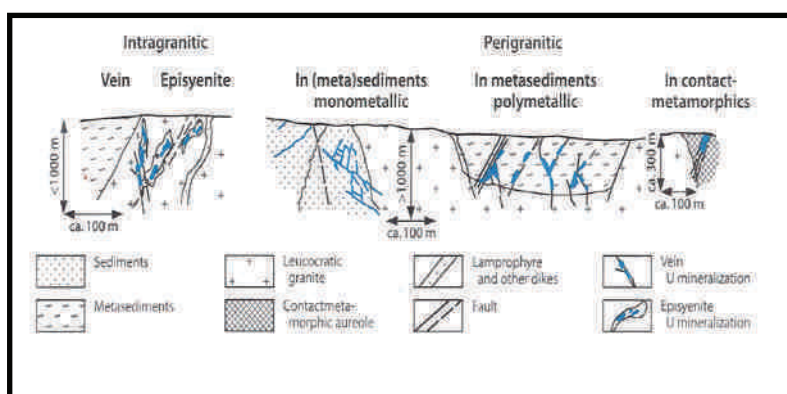 Intragranitic
Perigranitic
Vein
Episyenite
In (meta)sediments
monometallic
In metasediments
polymetallic
In contact-
metamorphics
<1000 m
ca. 100 m
>1000 m
ca. 100 m
ca. 300 m
ca. 100 m
Sediments
Leucocratic
granite
Lamprophyre
and other dikes
Vein
U mineralization
Metasediments
Contactmeta-
morphic aureole
Fault
Episyenite
U mineralization